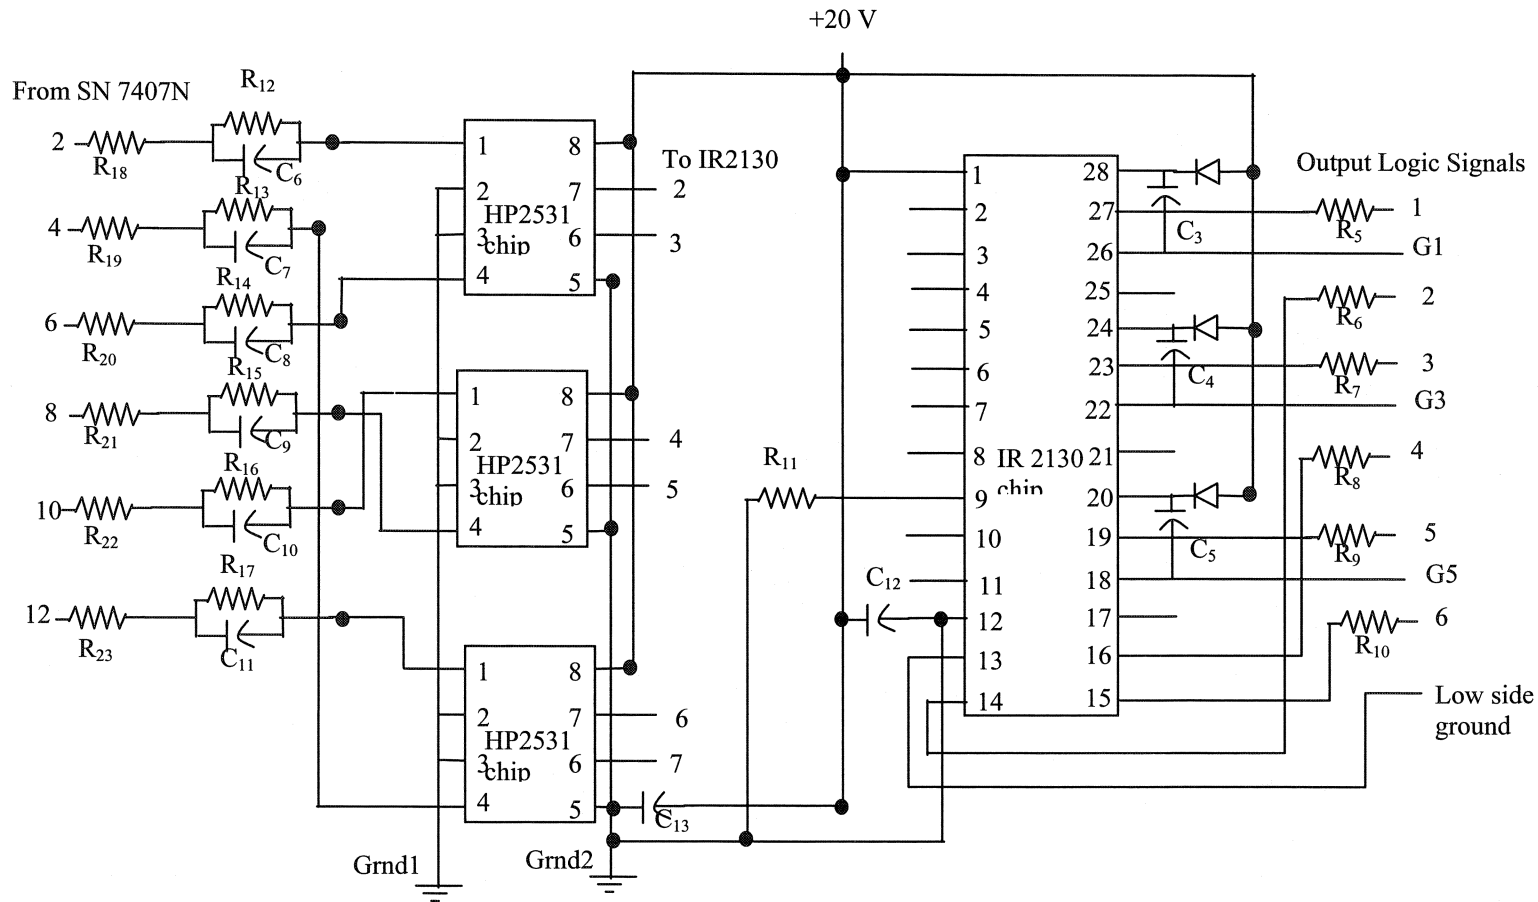 +20 V
From SN 7407N
R12
2
R18
C6
R13
4
R19
C7
R14
6
R20
C8
R15
8
R21
C9
R16
10
R22
C10
R17
12
R23
C11
1
2
3
4
8
7
6
5
HP2531
chip
To IR2130
2
3
1
2
3
4
8
7
6
5
HP2531
chip
4
5
1
2
3
4
8
7
6
5
HP2531
chip
6
7
C13
Grnd1
Grnd2
R11
C12
1
2
3
4
5
6
7
8
9
10
11
12
13
14
IR 2130
chip
28
27
26
25
24
23
22
21
20
19
18
17
16
15
C3
C4
C5
Output Logic Signals
R5
1
G1
R6
2
R7
3
G3
R8
4
R9
5
G5
R10
6
Low side
ground